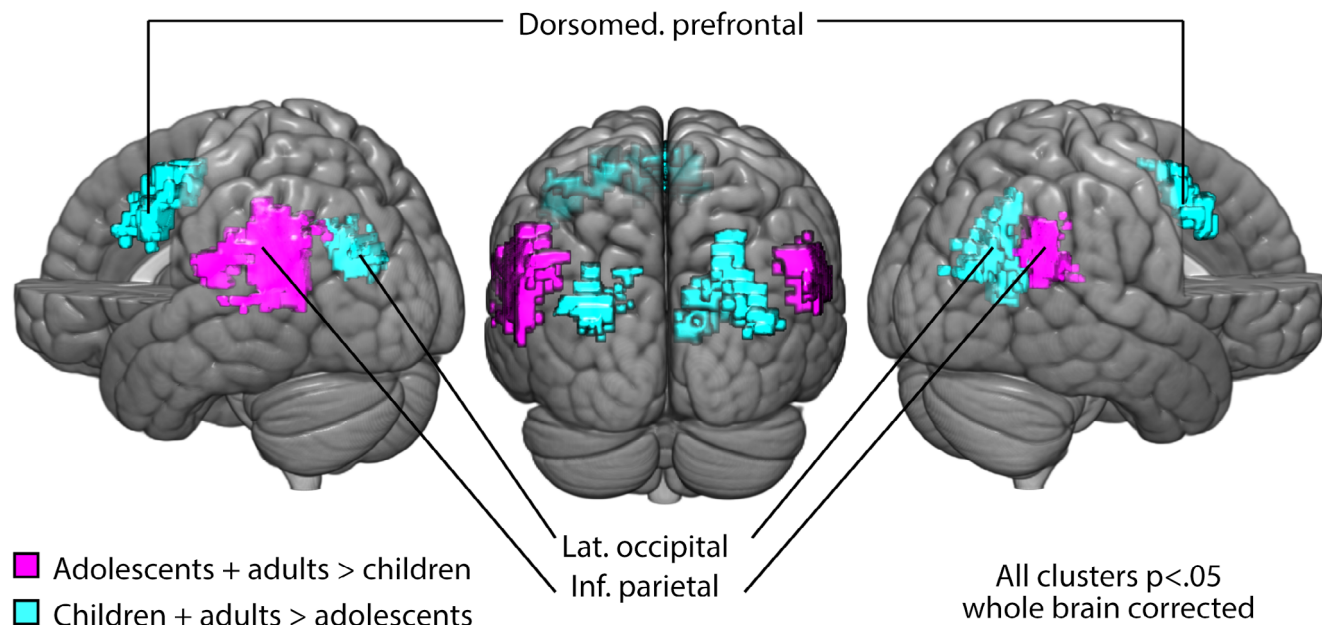 Dorsomed. prefrontal
Lat. occipital
Inf. parietal
Adolescents + adults > children
Children + adults > adolescents
All clusters p<.05
whole brain corrected